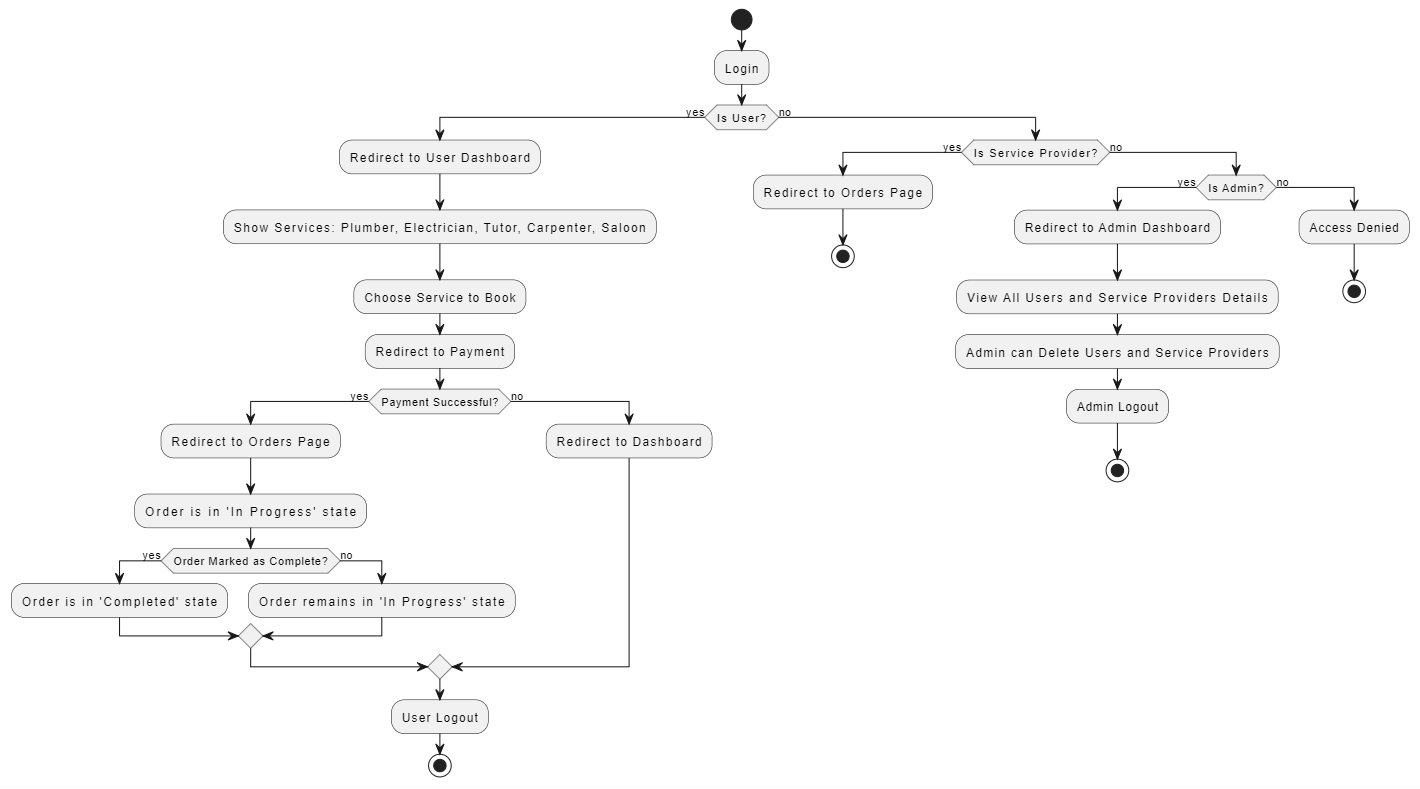 Login
yes
Is User?
no
Redirect to User Dashboard
yes
Is Service Provider?
no
Show Services: Plumber, Electrician, Tutor, Carpenter, Saloon
Redirect to Orders Page
yes
Is Admin?
no
Redirect to Admin Dashboard
Access Denied
Choose Service to Book
View All Users and Service Providers Details
Redirect to Payment
Admin can Delete Users and Service Providers
yes
Payment Successful?
no
Admin Logout
Redirect to Orders Page
Redirect to Dashboard
Order is in 'In Progress' state
yes
Order Marked as Complete?
no
Order is in 'Completed' state
Order remains in 'In Progress' state
User Logout